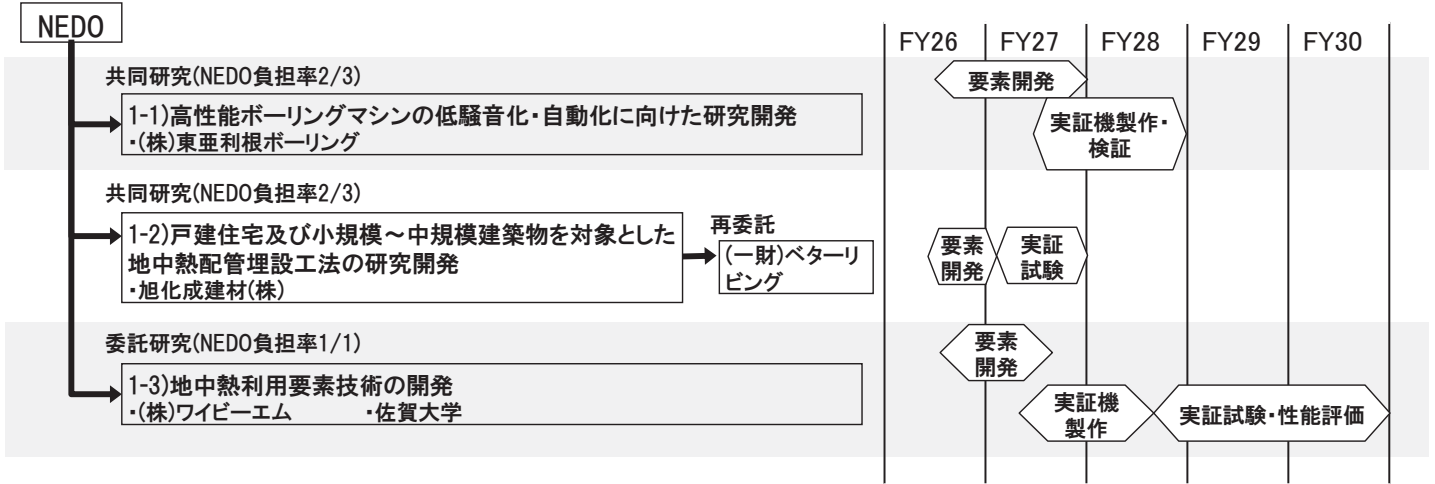 NEDO
FY26 FY27 FY28 FY29 FY30
共同研究(NEDO負担率2/3)
1-1)高性能ボーリングマシンの低騒音化・自動化に向けた研究開発
・(株)東亜利根ボーリング
要素開発
実証機製作・
検証
共同研究(NEDO負担率2/3)
1-2)戸建住宅及び小規模～中規模建築物を対象とした
地中熱配管埋設工法の研究開発
・旭化成建材(株)
再委託
(一財)ベターリ
ビング
要素
開発
実証
試験
委託研究(NEDO負担率1/1)
1-3)地中熱利用要素技術の開発
・(株)ワイビーエム ・佐賀大学
要素
開発
実証機
製作
実証試験・性能評価